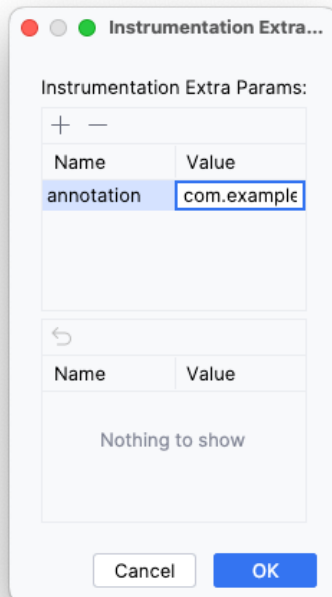 Instrumentation Extra...
Instrumentation Extra Params:
Name Value
annotation com.example
Name Value
Nothing to show
Cancel OK